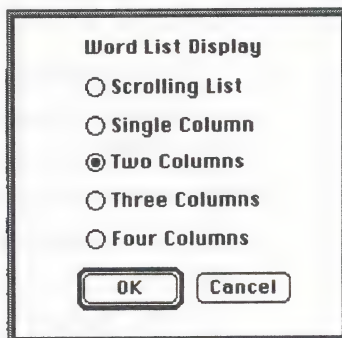 Word List Display
Scrolling List
Single Column
Two Columns
Three Columns
Four Columns
OK Cancel